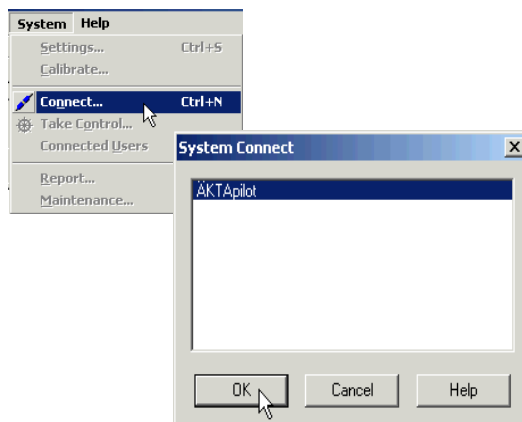 System Help
Settings... Ctrl+S
Calibrate...
Connect... Ctrl+N
Take Control...
Connected Users
Report...
Maintenance...
System Connect
ÄKTApilot
OK Cancel Help